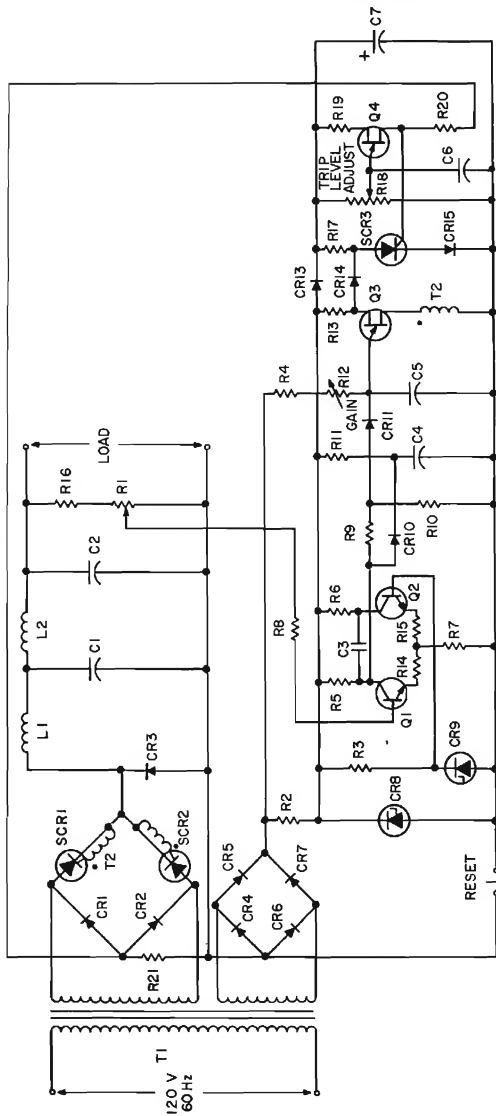 120 V
60 Hz
T1
CR1
CR2
SCR1
T2
SCR2
R21
CR3
L1
C1
L2
C2
R16
R1
LOAD
CR4
CR5
CR6
CR7
R2
R8
R4
RESET
CR8
R3
CR9
R5
R6
C3
Q1
Q2
R14
R15
R7
R9
CR10
R10
R11
C4
CR11
GAIN
R12
C5
CR13
R13
CR14
Q3
T2
R17
SCR3
CR15
TRIP
LEVEL
ADJUST
R18
R19
Q4
R20
C6
+
C7